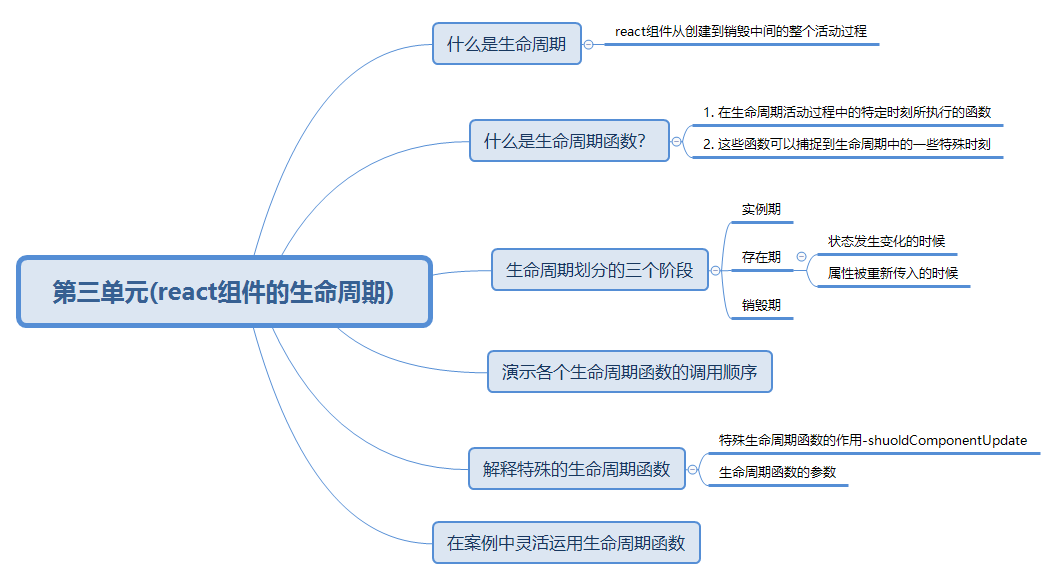 第三单元(react组件的生命周期)
什么是生命周期
react组件从创建到销毁中间的整个活动过程
什么是生命周期函数？
1. 在生命周期活动过程中的特定时刻所执行的函数
2. 这些函数可以捕捉到生命周期中的一些特殊时刻
生命周期划分的三个阶段
实例期
存在期
状态发生变化的时候
属性被重新传入的时候
销毁期
演示各个生命周期函数的调用顺序
解释特殊的生命周期函数
特殊生命周期函数的作用-shuoldComponentUpdate
生命周期函数的参数
在案例中灵活运用生命周期函数